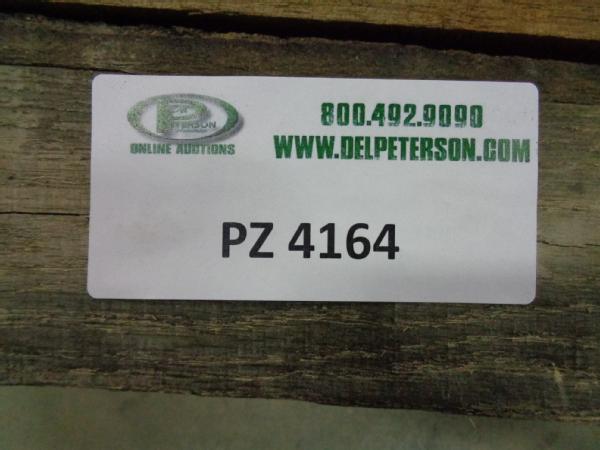 P
PETERSON
ONLINE AUCTIONS
800.492.9090
WWW.DELPETERSON.COM
PZ 4164